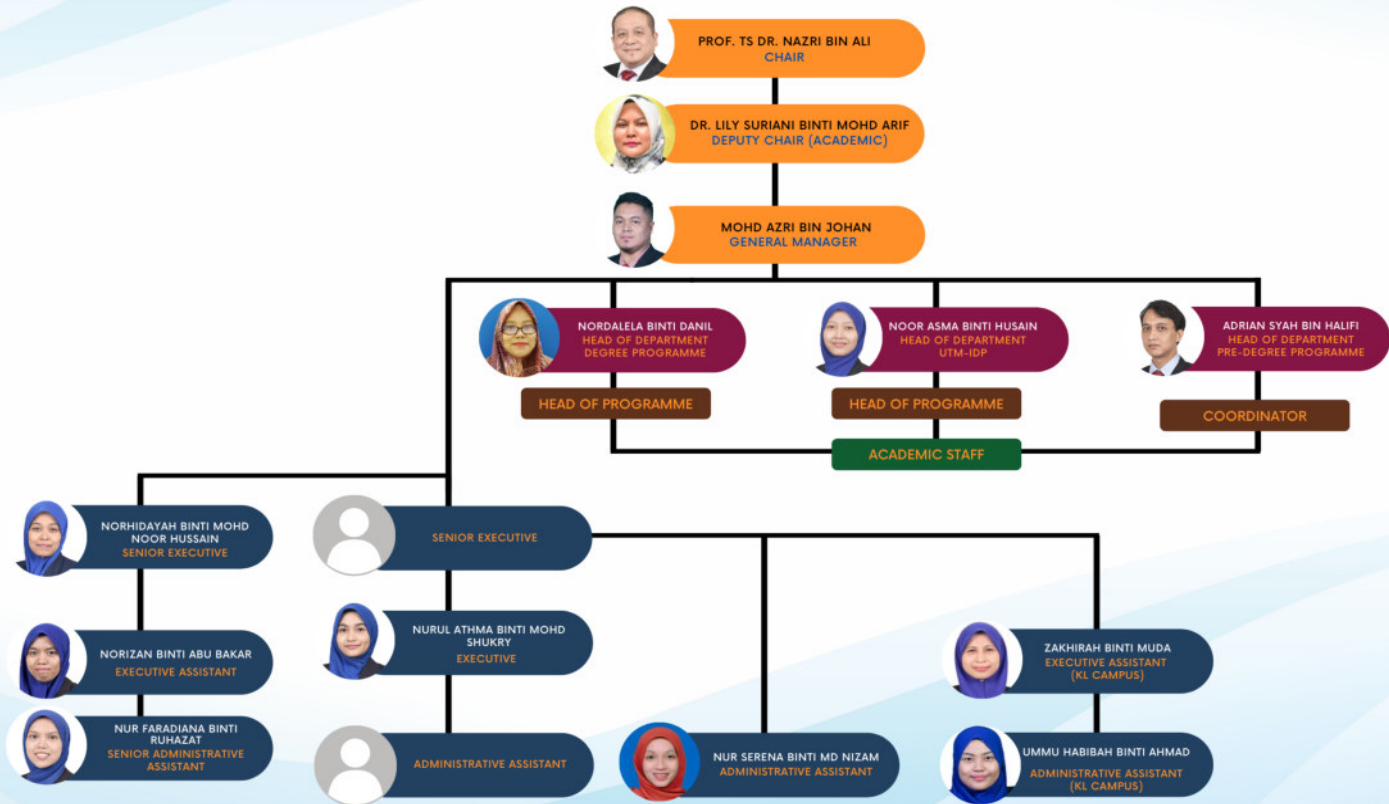 PROF. TS DR. NAZRI BIN ALI
CHAIR
DR. LILY SURIANI BINTI MOHD ARIF
DEPUTY CHAIR (ACADEMIC)
MOHD AZRI BIN JOHAN
GENERAL MANAGER
NORDALELA BINTI DANIL
HEAD OF DEPARTMENT
DEGREE PROGRAMME
NOOR ASMA BINTI HUSAIN
HEAD OF DEPARTMENT
UTM-IDP
ADRIAN SYAH BIN HALIFI
HEAD OF DEPARTMENT
PRE-DEGREE PROGRAMME
HEAD OF PROGRAMME
HEAD OF PROGRAMME
COORDINATOR
ACADEMIC STAFF
NORHIDAYAH BINTI MOHD
NOOR HUSSAIN
SENIOR EXECUTIVE
SENIOR EXECUTIVE
NORIZAN BINTI ABU BAKAR
EXECUTIVE ASSISTANT
NURUL ATHMA BINTI MOHD
SHUKRY
EXECUTIVE
ZAKHIRAH BINTI MUDA
EXECUTIVE ASSISTANT
(KL CAMPUS)
NUR FARADIANA BINTI
RUHAZAT
SENIOR ADMINISTRATIVE
ASSISTANT
ADMINISTRATIVE ASSISTANT
NUR SERENA BINTI MD NIZAM
ADMINISTRATIVE ASSISTANT
UMMU HABIBAH BINTI AHMAD
ADMINISTRATIVE ASSISTANT
(KL CAMPUS)